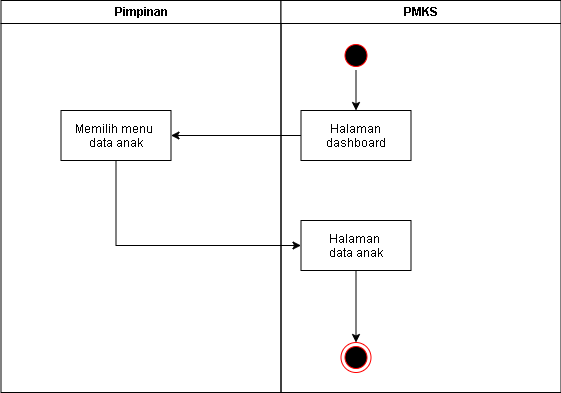 Pimpinan
PMKS
Halaman
dashboard
Memilih menu
data anak
Halaman
data anak